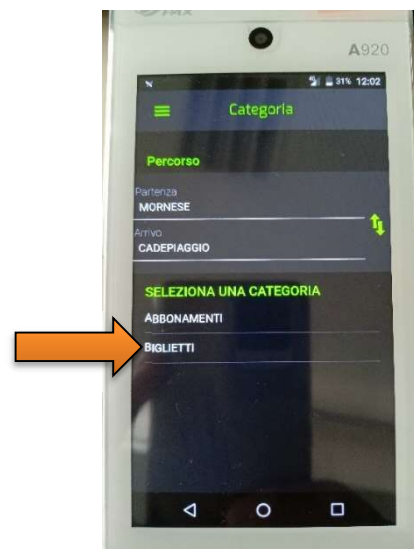 A920
31% 12:02
Categoria
Percorso
Partenza
MORNESE
Arrivo
CADEPIAGGIO
SELEZIONA UNA CATEGORIA
ABBONAMENTI
BIGLIETTI